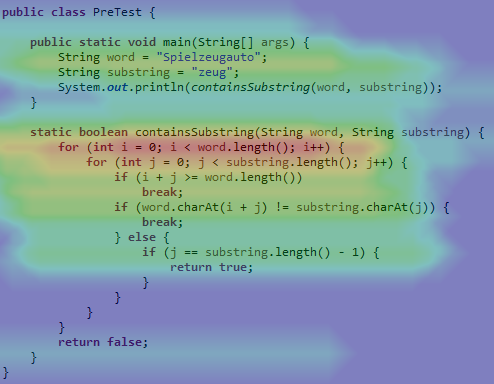 public class PreTest {
public static void main(String[] args) {
String word = "Spielzeugauto";
String substring = "zeug";
System.out.println(containsSubstring(word, substring));
}
static boolean containsSubstring(String word, String substring) {
for (int i = 0; i < word.length(); i++) {
for (int j = 0; j < substring.length(); j++) {
if (i + j >= word.length())
break;
if (word.charAt(i + j) != substring.charAt(j)) {
break;
} else {
if (j == substring.length() - 1) {
return true;
}
}
}
}
return false;
}
}